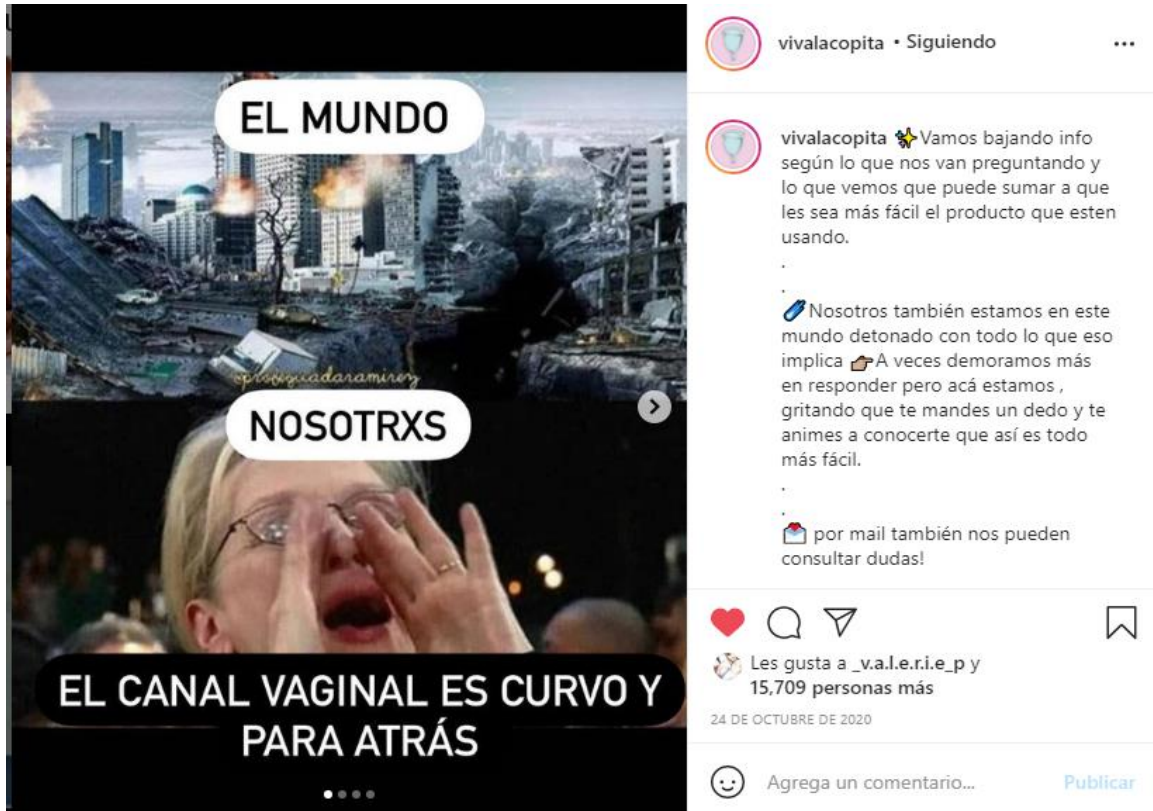 EL MUNDO
@profeguadaramirez
NOSOTRXS
EL CANAL VAGINAL ES CURVO Y
PARA ATRÁS
vivalacopita • Siguiendo
vivalacopita ✨Vamos bajando info
según lo que nos van preguntando y
lo que vemos que puede sumar a que
les sea más fácil el producto que esten
usando.
.
.
🧷Nosotros también estamos en este
mundo detonado con todo lo que eso
implica 👉🏽A veces demoramos más
en responder pero acá estamos ,
gritando que te mandes un dedo y te
animes a conocerte que así es todo
más fácil.
.
.
💌 por mail también nos pueden
consultar dudas!
Les gusta a _v.a.l.e.r.i.e_p y
15,709 personas más
24 DE OCTUBRE DE 2020
Agrega un comentario...
Publicar